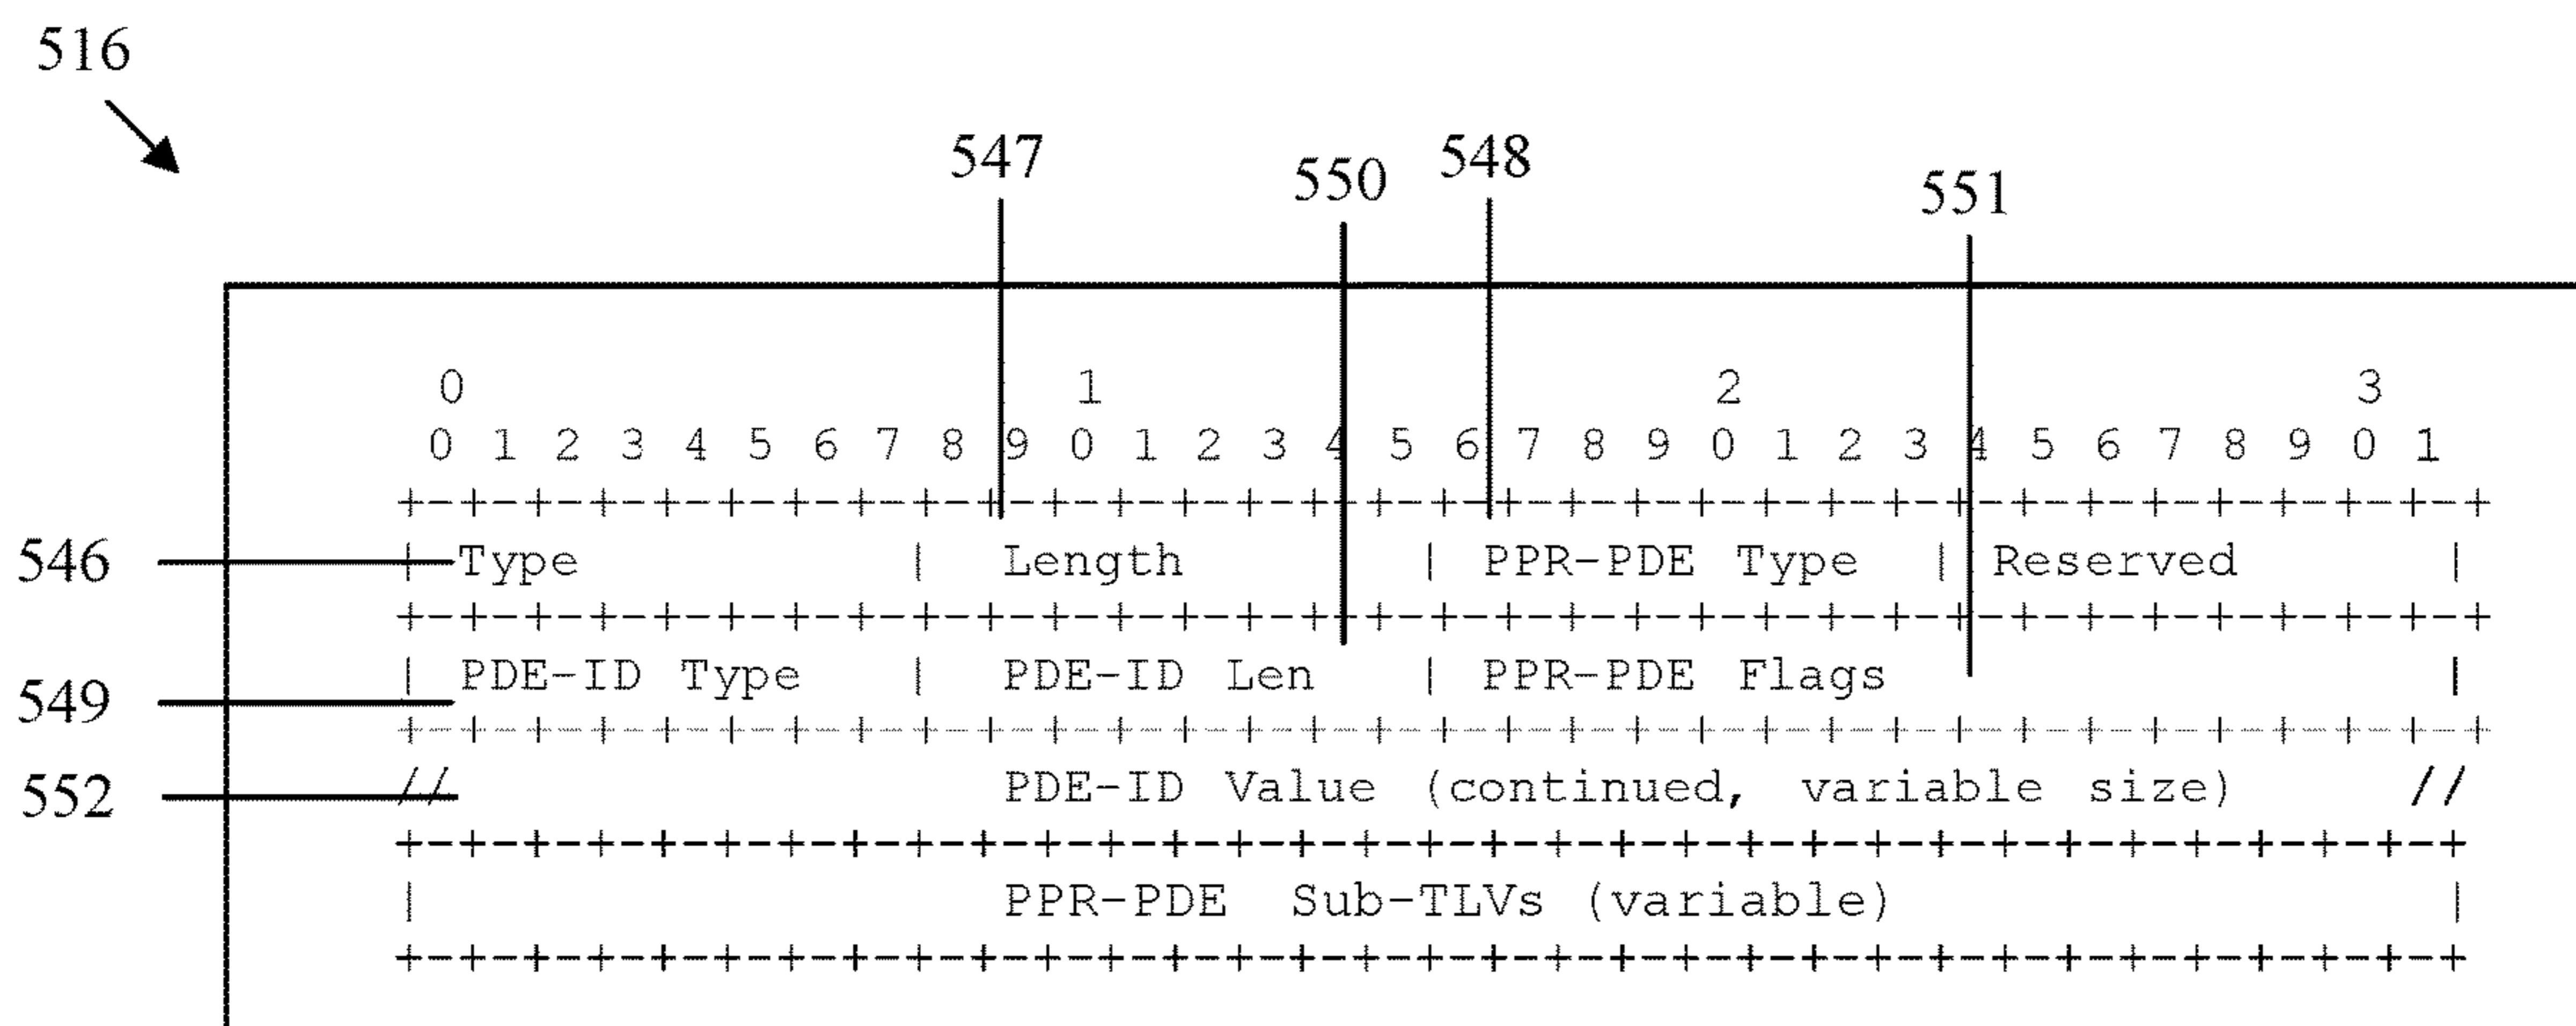 516
547 550 548 551
0 1 2 3
0 1 2 3 4 5 6 7 8 9 0 1 2 3 4 5 6 7 8 9 0 1 2 3 4 5 6 7 8 9 0 1
+-+-+-+-+-+-+-+-+-+-+-+-+-+-+-+-+-+-+-+-+-+-+-+-+-+-+-+-+-+-+-+-+
546 | Type | Length | PPR-PDE Type | Reserved |
+-+-+-+-+-+-+-+-+-+-+-+-+-+-+-+-+-+-+-+-+-+-+-+-+-+-+-+-+-+-+-+-+
549 | PDE-ID Type | PDE-ID Len | PPR-PDE Flags |
+-+-+-+-+-+-+-+-+-+-+-+-+-+-+-+-+-+-+-+-+-+-+-+-+-+-+-+-+-+-+-+-+
552 // PDE-ID Value (continued, variable size) //
+-+-+-+-+-+-+-+-+-+-+-+-+-+-+-+-+-+-+-+-+-+-+-+-+-+-+-+-+-+-+-+-+
| PPR-PDE Sub-TLVs (variable) |
+-+-+-+-+-+-+-+-+-+-+-+-+-+-+-+-+-+-+-+-+-+-+-+-+-+-+-+-+-+-+-+-+